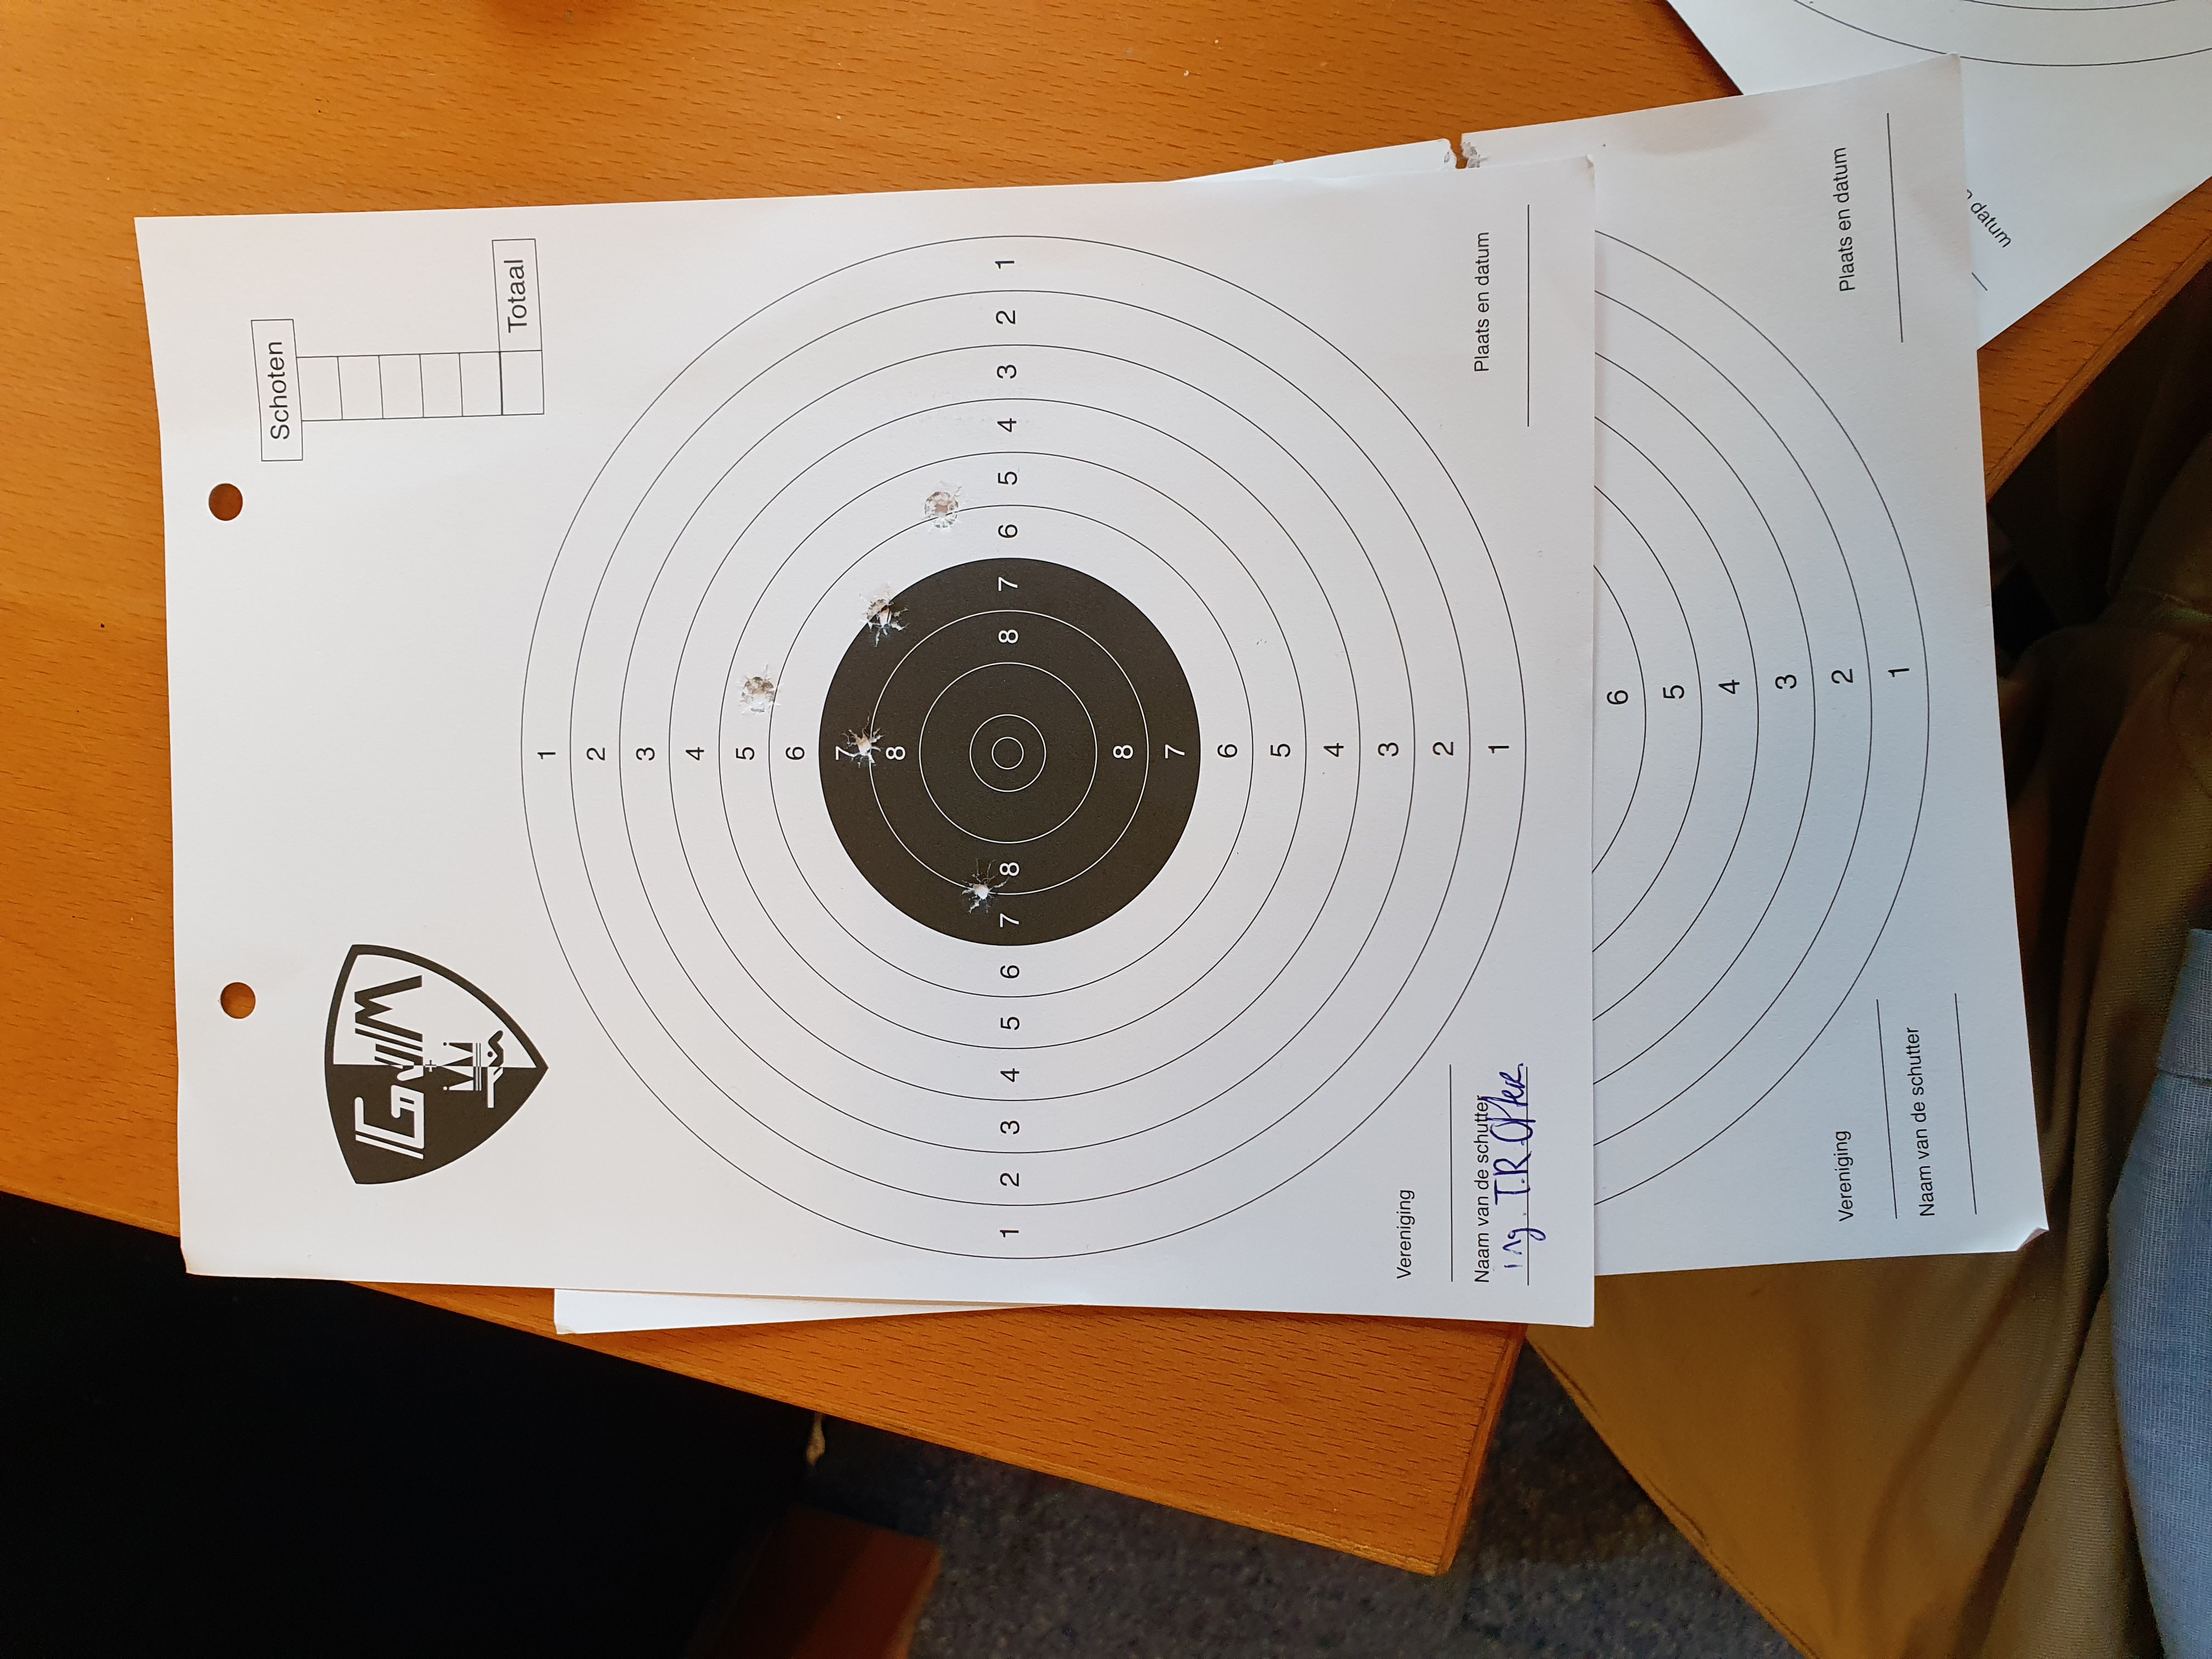 Schoten
GVM
Totaal
1
2
3
4
5
6
7
8
1 2 3 4 5 6 7 8 8 7 6 5 4 3 2 1
8
7
6
5
4
3
2
1
Vereniging
Naam van de schutter
ing. T.R.
Plaats en datum
6
5
4
3
2
1
Vereniging
Naam van de schutter
Plaats en datum
datum